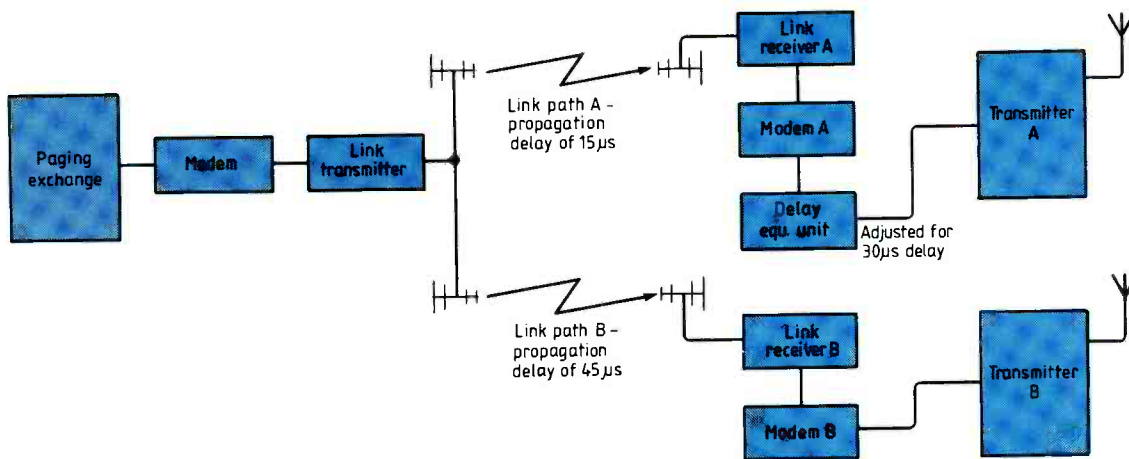 Paging
exchange
Modem
Link
transmitter
Link path A –
propagation
delay of 15µs
Link
receiver A
Modem A
Delay
equ. unit
Adjusted for
30µs delay
Transmitter
A
Link path B –
propagation
delay of 45µs
Link
receiver B
Modem B
Transmitter
B